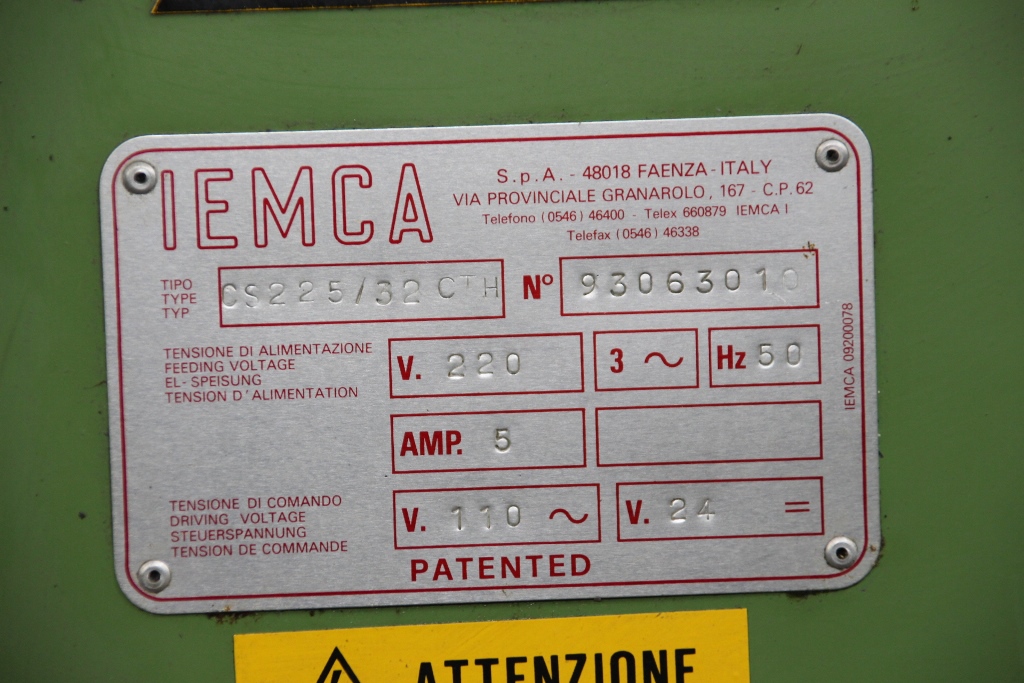 IEMCA
S.p.A. - 48018 FAENZA - ITALY
VIA PROVINCIALE GRANAROLO, 167 - C.P. 62
Telefono (0546) 46400 - Telex 660879 IEMCA I
Telefax (0546) 46338
TIPO
TYPE
TYP
CS225/32 CTH
Nº 93063010
TENSIONE DI ALIMENTAZIONE
FEEDING VOLTAGE
EL-SPEISUNG
TENSION D'ALIMENTATION
V. 220
3 ~
Hz 50
AMP. 5
TENSIONE DI COMANDO
DRIVING VOLTAGE
STEUERSPANNUNG
TENSION DE COMMANDE
V. 110 ~
V. 24 =
PATENTED
IEMCA 09200078
ATTENZIONE